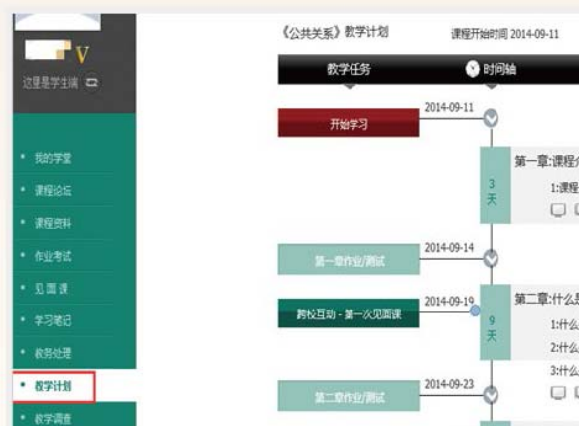 V
这里是学生端
我的学堂
课程论坛
课程资料
作业考试
见面课
学习笔记
教务处理
教学计划
教学调查
《公共关系》教学计划
课程开始时间 2014-09-11
教学任务
时间轴
开始学习
2014-09-11
3
天
第一章:课程
1:课程
第一章作业/测试
2014-09-14
跨校互动 - 第一次见面课
2014-09-19
9
天
第二章:什么
1:什么
2:什么
3:什么
第二章作业/测试
2014-09-23